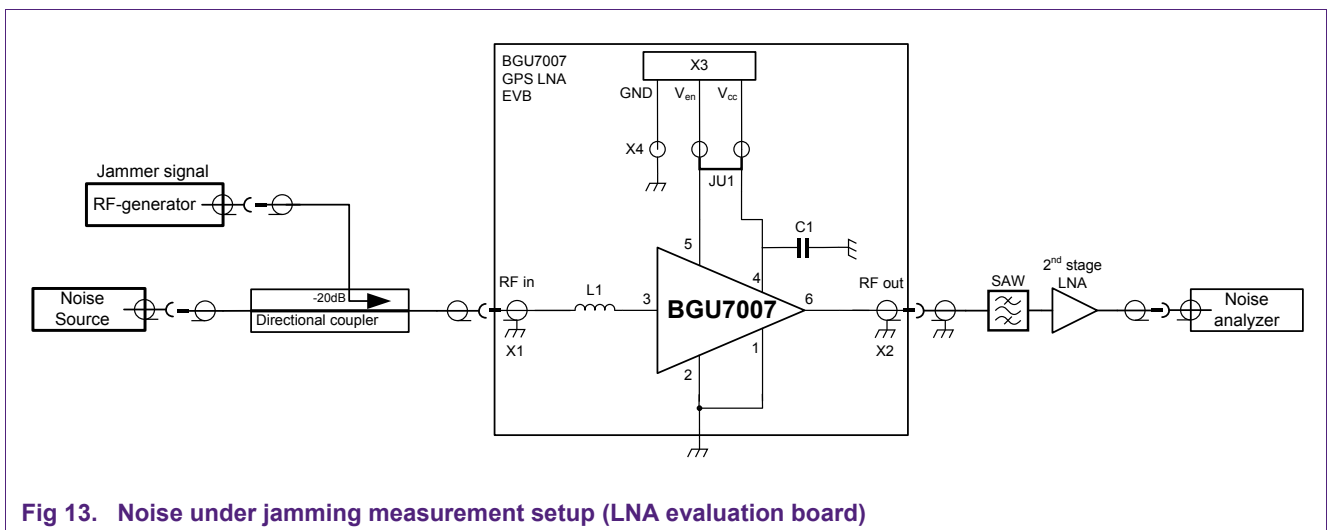 BGU7007
GPS LNA
EVB
X3
GND
Ven
Vcc
X4
JU1
Jammer signal
RF-generator
C1
5
4
2nd stage
LNA
SAW
RF in
L1
RF out
-20dB
Noise
Source
Directional coupler
3
BGU7007
6
Noise
analyzer
X1
X2
1
2
Fig 13. Noise under jamming measurement setup (LNA evaluation board)